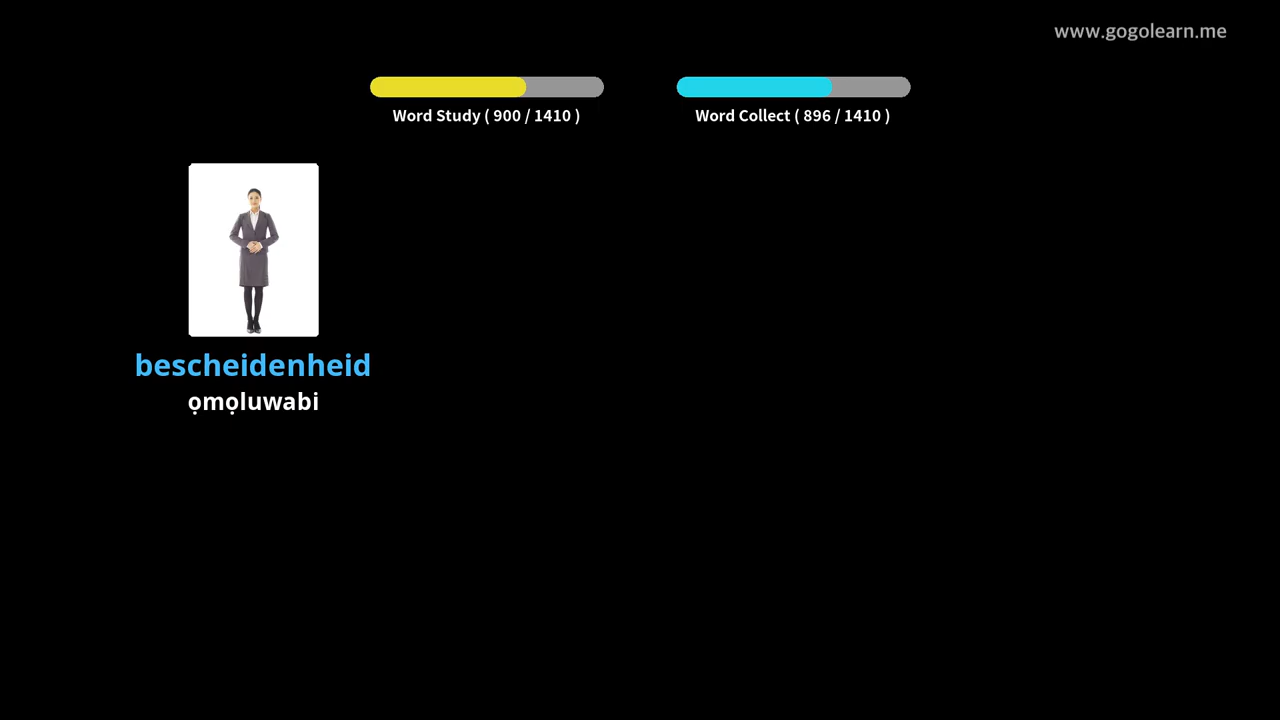 www.gogolearn.me
Word Study ( 900 / 1410 )
Word Collect ( 896 / 1410 )
bescheidenheid
ọmọluwabi